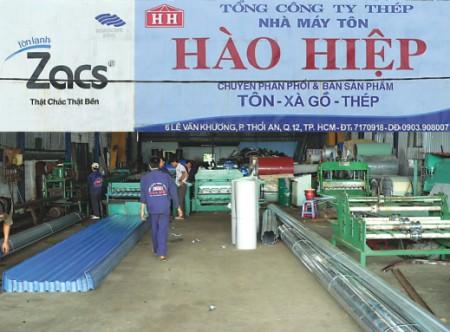 tôn lạnh
Zacs®
Thật Chắc Thật Bền
HH
TỔNG CÔNG TY THÉP
NHÀ MÁY TÔN
HÀO HIỆP
CHUYÊN PHÂN PHỐI & BÁN SẢN PHẨM
TÔN - XÀ GỒ - THÉP
6 LÊ VĂN KHƯƠNG, P. THỚI AN, Q.12, TP. HCM - ĐT: 7170918 - DĐ:0903.908007